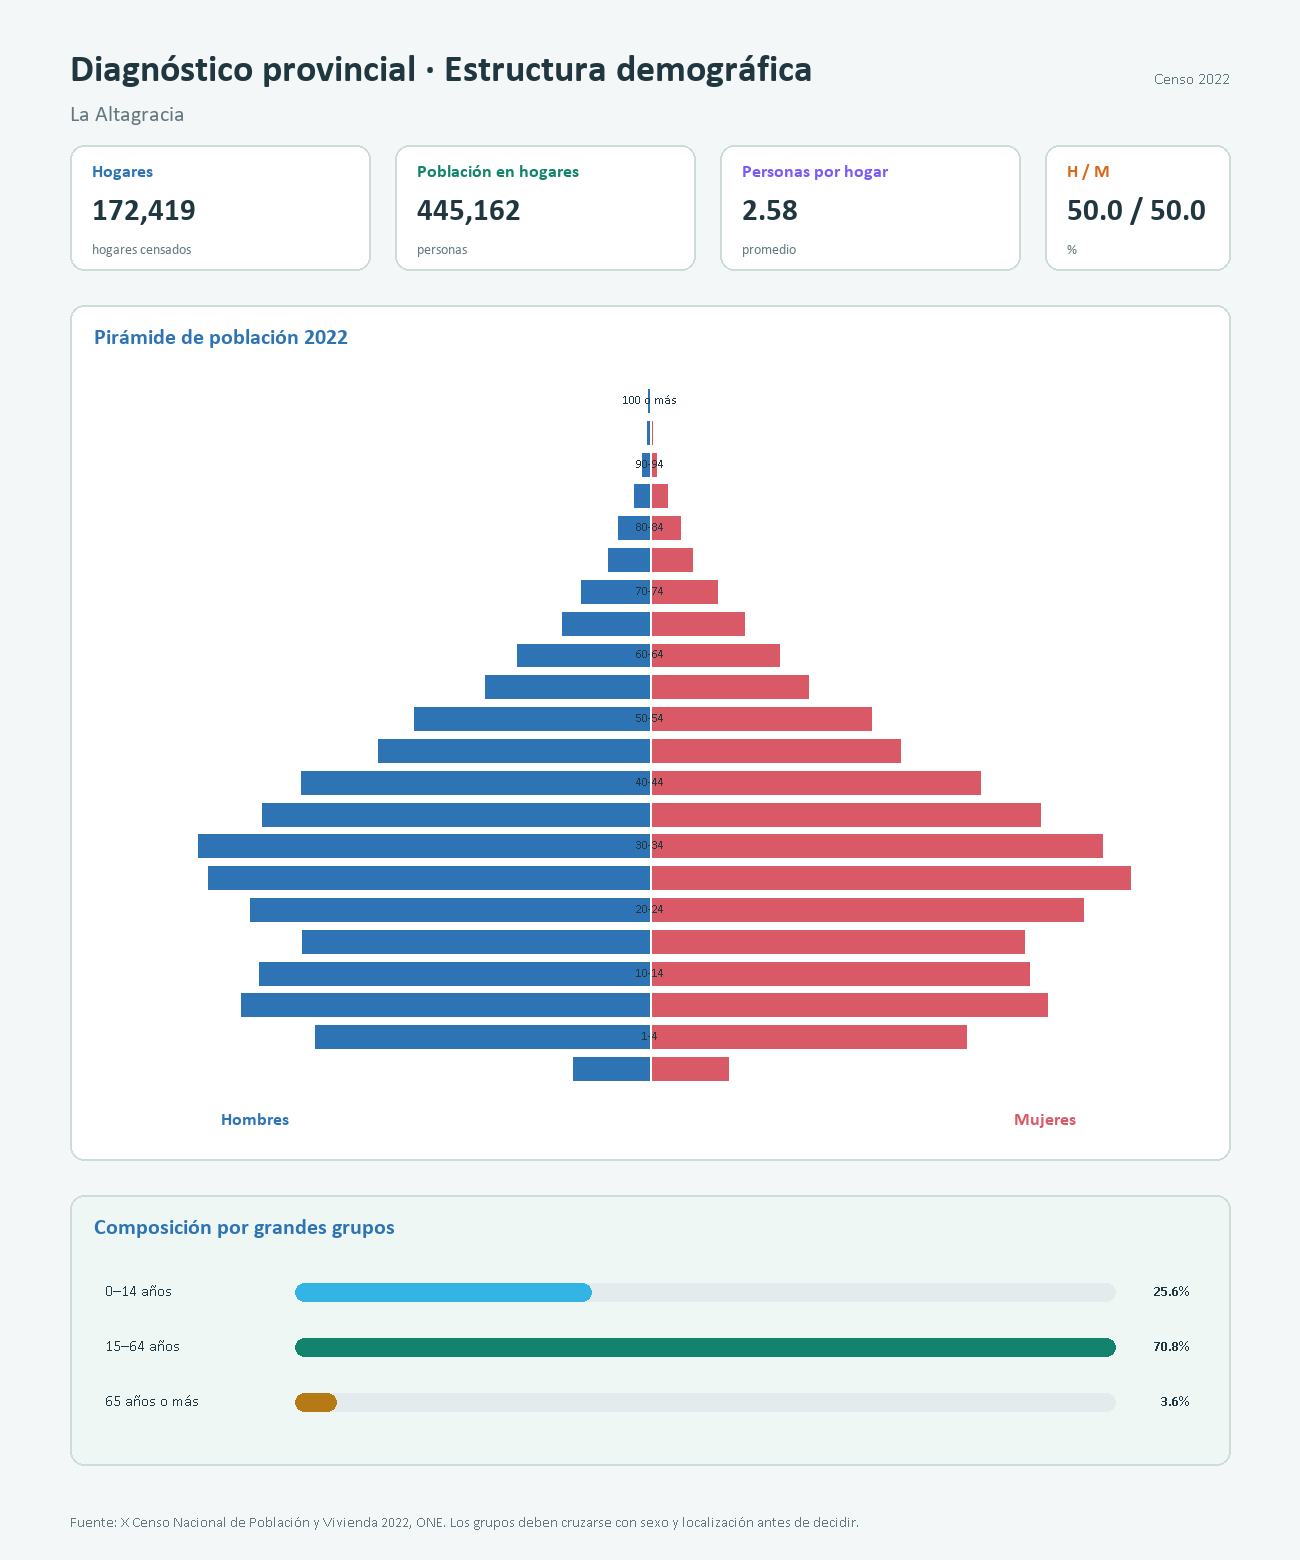 Diagnóstico provincial · Estructura demográfica
Censo 2022
La Altagracia
Hogares
172,419
hogares censados
Población en hogares
445,162
personas
Personas por hogar
2.58
promedio
H / M
50.0 / 50.0
%
Pirámide de población 2022
100 o más
90-94
80-84
70-74
60-64
50-54
40-44
30-34
20-24
10-14
1-4
Hombres
Mujeres
Composición por grandes grupos
0–14 años
25.6%
15–64 años
70.8%
65 años o más
3.6%
Fuente: X Censo Nacional de Población y Vivienda 2022, ONE. Los grupos deben cruzarse con sexo y localización antes de decidir.